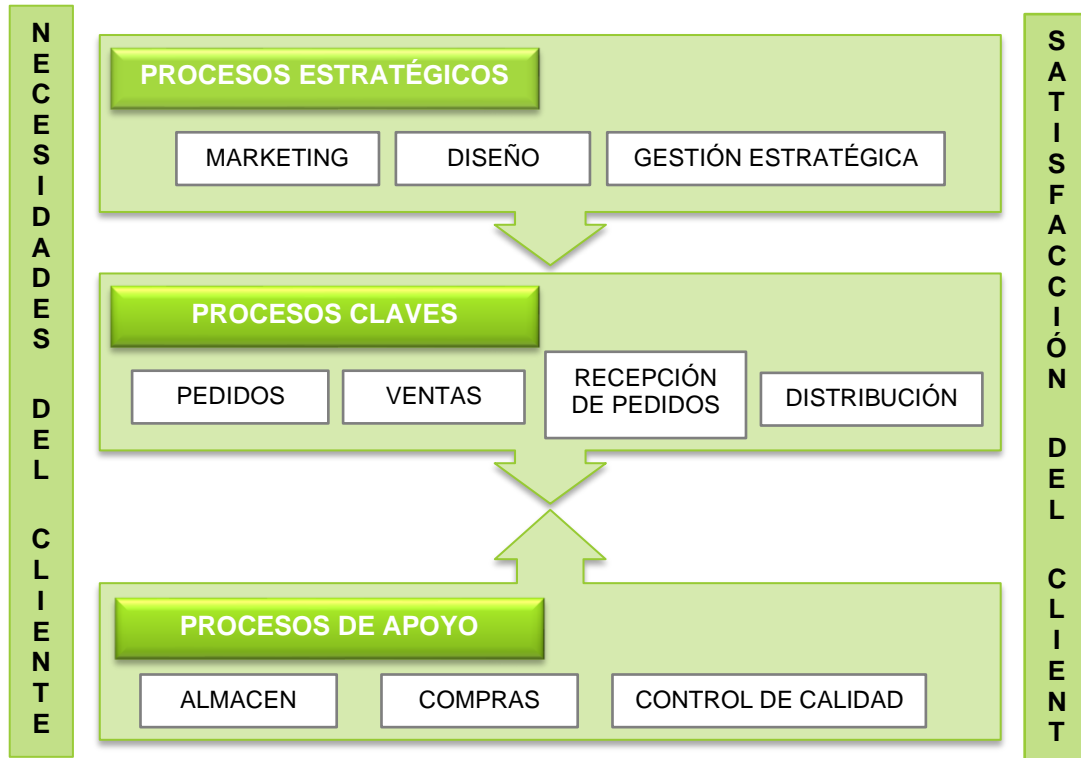 NECESIDADES DEL CLIENTE
PROCESOS ESTRATÉGICOS
MARKETING
DISEÑO
GESTIÓN ESTRATÉGICA
PROCESOS CLAVES
PEDIDOS
VENTAS
RECEPCIÓN
DE PEDIDOS
DISTRIBUCIÓN
PROCESOS DE APOYO
ALMACEN
COMPRAS
CONTROL DE CALIDAD
SATISFACCIÓN DEL CLIENT